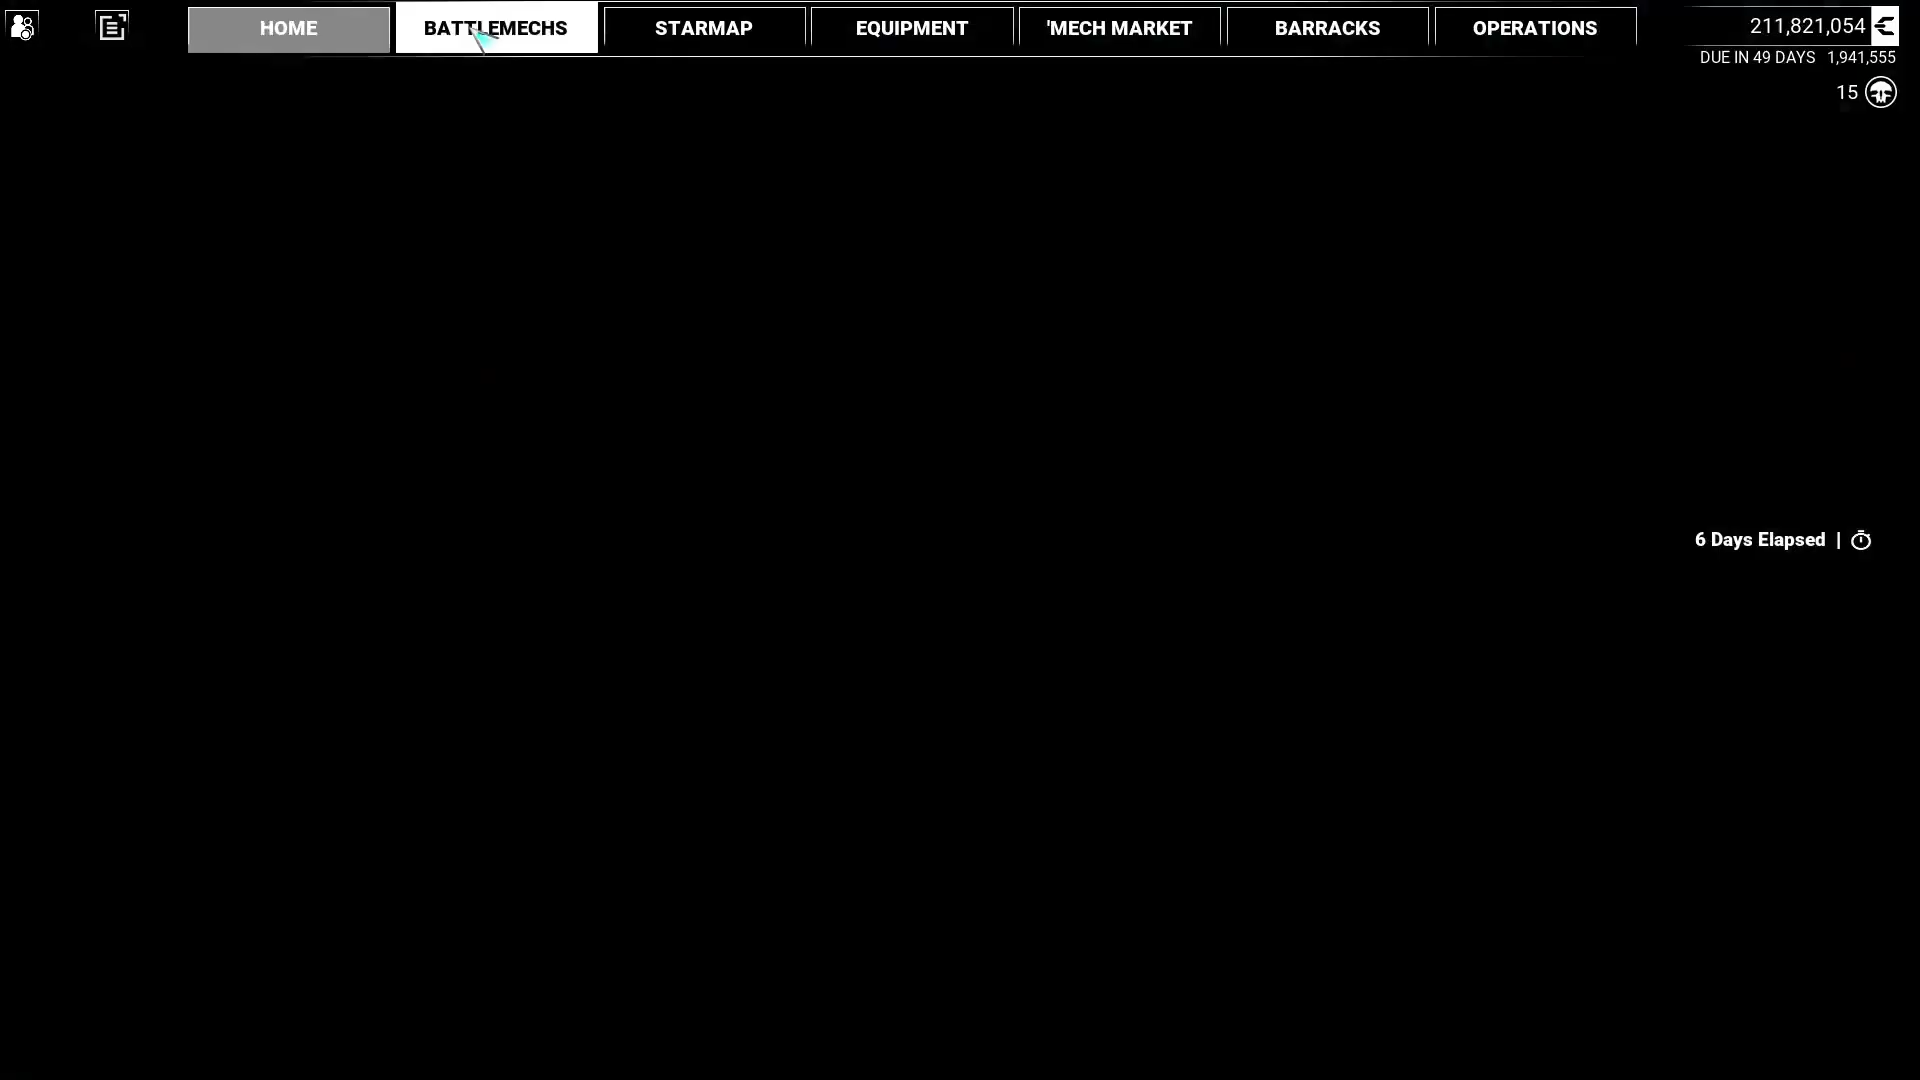 HOME
BATTLEMECHS
STARMAP
EQUIPMENT
'MECH MARKET
BARRACKS
OPERATIONS
211,821,054
DUE IN 49 DAYS 1,941,555
15
6 Days Elapsed |